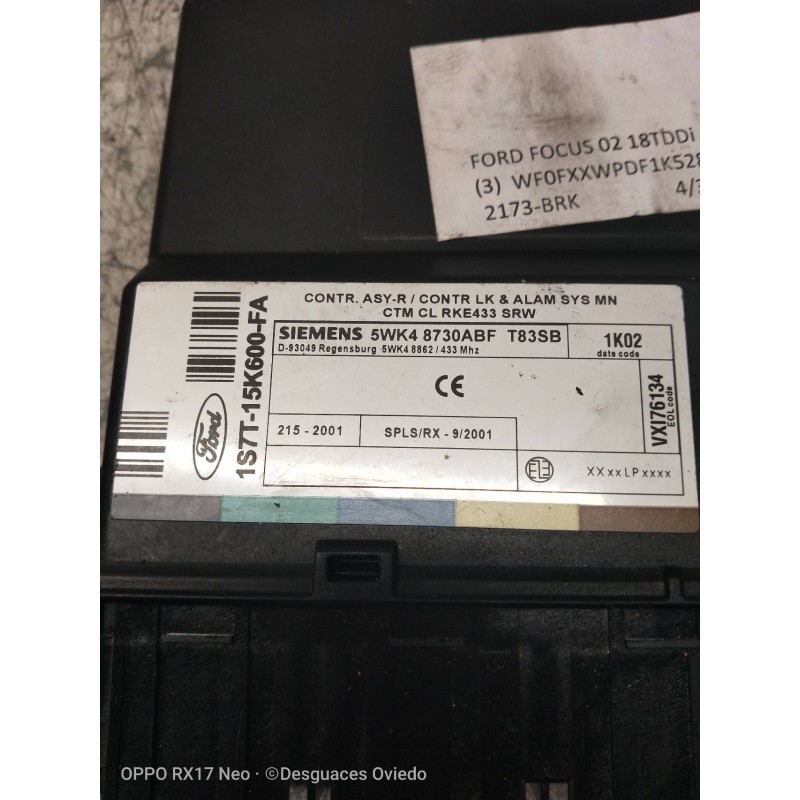 FORD FOCUS 02 18TDDi
(3) WF0FXXWPDF1K528
2173-BRK 4/3
CONTR. ASY-R / CONTR LK & ALAM SYS MN
CTM CL RKE433 SRW
SIEMENS 5WK4 8730ABF T83SB
D-93049 Regensburg 5WK4 8862 / 433 Mhz
1K02
date code
CE
VXI76134
EOL code
215 - 2001
SPLS/RX - 9/2001
XXXXLPXXXX
Ford
1S7T-15K600-FA
OPPO RX17 Neo · ©Desguaces Oviedo